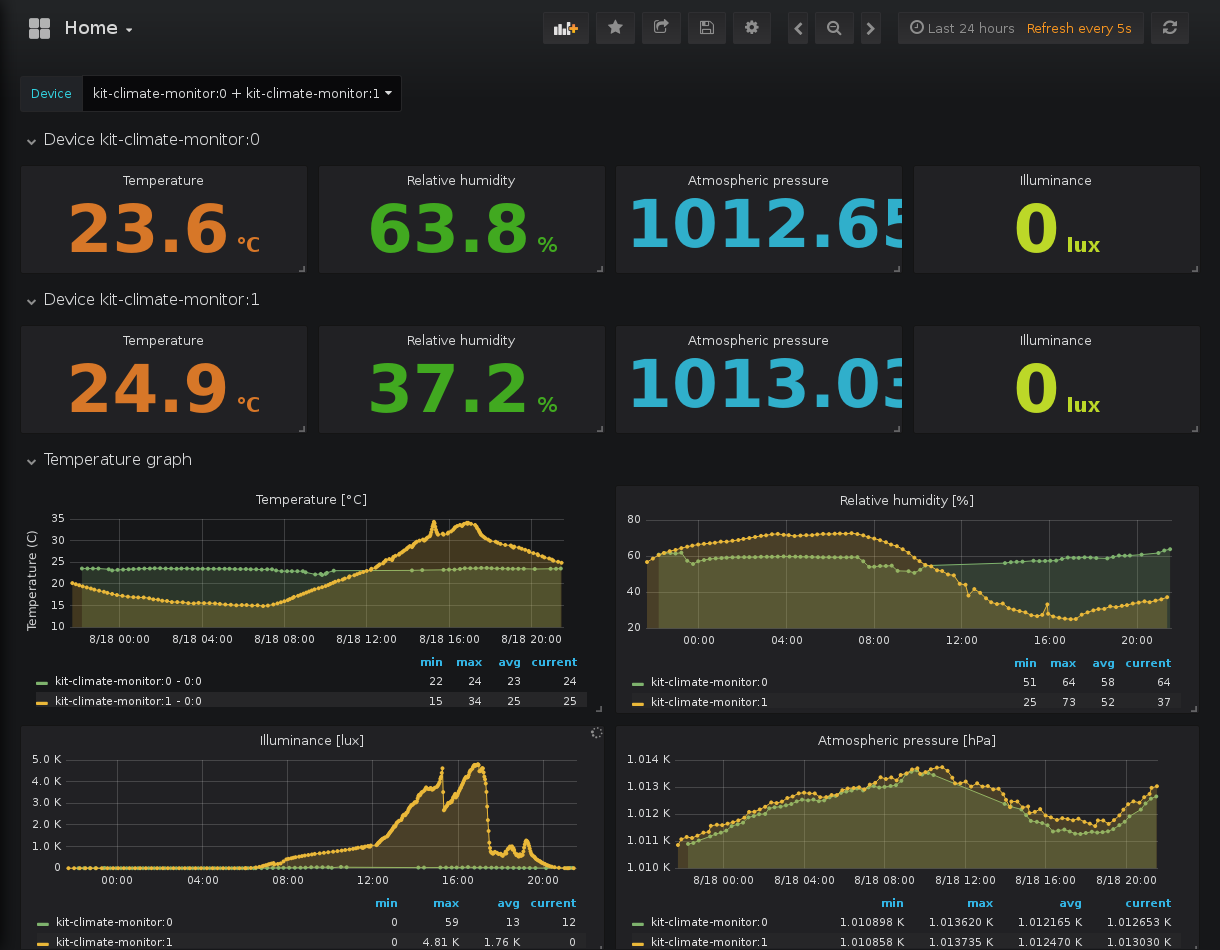 Home
Last 24 hours Refresh every 5s
Device kit-climate-monitor:0 + kit-climate-monitor:1
Device kit-climate-monitor:0
Temperature Relative humidity Atmospheric pressure Illuminance
23.6 °C 63.8 % 1012.65 0 lux
Device kit-climate-monitor:1
Temperature Relative humidity Atmospheric pressure Illuminance
24.9 °C 37.2 % 1013.03 0 lux
Temperature graph
Temperature [°C]
Temperature (C)
35
30
25
20
15
10
8/18 00:00 8/18 04:00 8/18 08:00 8/18 12:00 8/18 16:00 8/18 20:00
min max avg current
kit-climate-monitor:0 - 0:0 22 24 23 24
kit-climate-monitor:1 - 0:0 15 34 25 25
Relative humidity [%]
80
60
40
20
00:00 04:00 08:00 12:00 16:00 20:00
min max avg current
kit-climate-monitor:0 51 64 58 64
kit-climate-monitor:1 25 73 52 37
Illuminance [lux]
5.0 K
4.0 K
3.0 K
2.0 K
1.0 K
0
00:00 04:00 08:00 12:00 16:00 20:00
min max avg current
kit-climate-monitor:0 0 59 13 12
kit-climate-monitor:1 0 4.81 K 1.76 K 0
Atmospheric pressure [hPa]
1.014 K
1.013 K
1.012 K
1.011 K
1.010 K
8/18 00:00 8/18 04:00 8/18 08:00 8/18 12:00 8/18 16:00 8/18 20:00
min max avg current
kit-climate-monitor:0 1.010898 K 1.013620 K 1.012165 K 1.012653 K
kit-climate-monitor:1 1.010858 K 1.013735 K 1.012470 K 1.013030 K